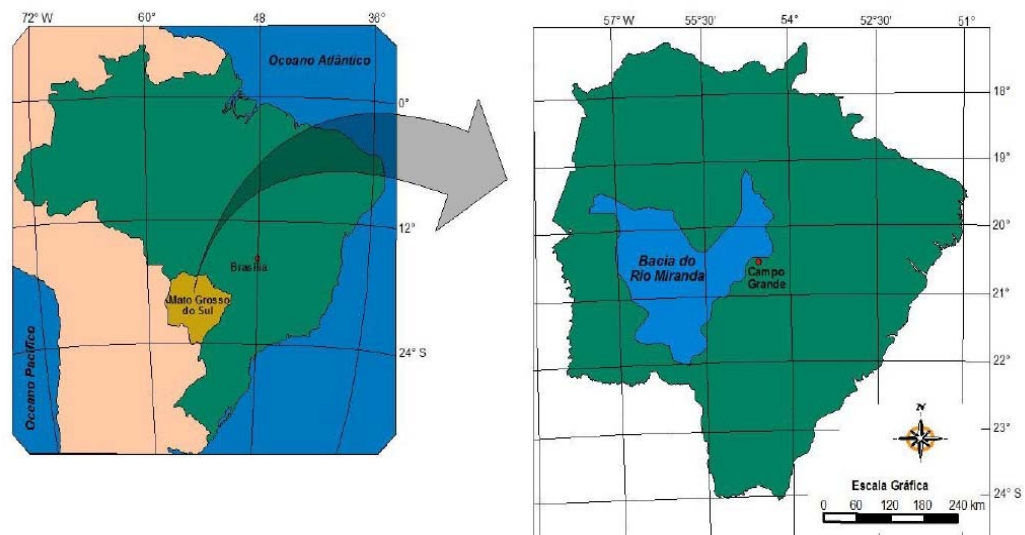 72° W 60° 48 36°
Oceano Atlântico
0°
12°
Brasília
Mato Grosso
do Sul
24° S
Oceano Pacífico
57° W 55°30' 54° 52°30' 51°
18°
19°
20°
Bacia do
Rio Miranda
Campo
Grande
21°
22°
N
23°
Escala Gráfica
24° S
0 60 120 180 240 km